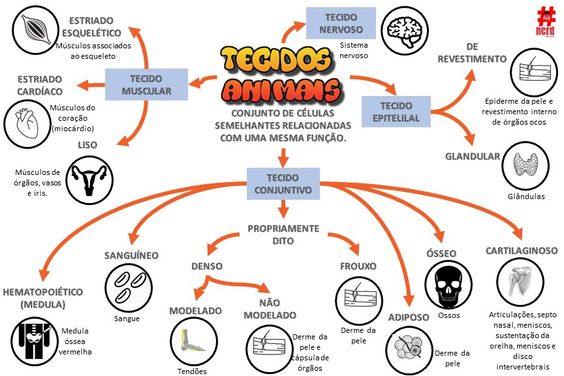 TECIDOS
ANIMAIS
CONJUNTO DE CÉLULAS
SEMELHANTES RELACIONADAS
COM UMA MESMA FUNÇÃO.
TECIDO
NERVOSO
Sistema
nervoso
nerd
TECIDO
MUSCULAR
ESTRIADO
ESQUELÉTICO
Músculos associados
ao esqueleto
ESTRIADO
CARDÍACO
Músculos do
coração
(miocárdio)
LISO
Músculos de
órgãos, vasos
e íris.
TECIDO
EPITELILAL
DE
REVESTIMENTO
Epiderme da pele e
revestimento interno
de órgãos ocos
GLANDULAR
Glândulas
TECIDO
CONJUNTIVO
HEMATOPOIÉTICO
(MEDULA)
Medula
óssea
vermelha
SANGUÍNEO
Sangue
PROPRIAMENTE
DITO
DENSO
MODELADO
Tendões
NÃO
MODELADO
Derme da
pele e
cápsula de
órgãos
FROUXO
Derme da
pele
ADIPOSO
Derme da
pele
ÓSSEO
Ossos
CARTILAGINOSO
Articulações, septo
nasal, meniscos,
sustentação da
orelha, meniscos e
disco
intervertebrais